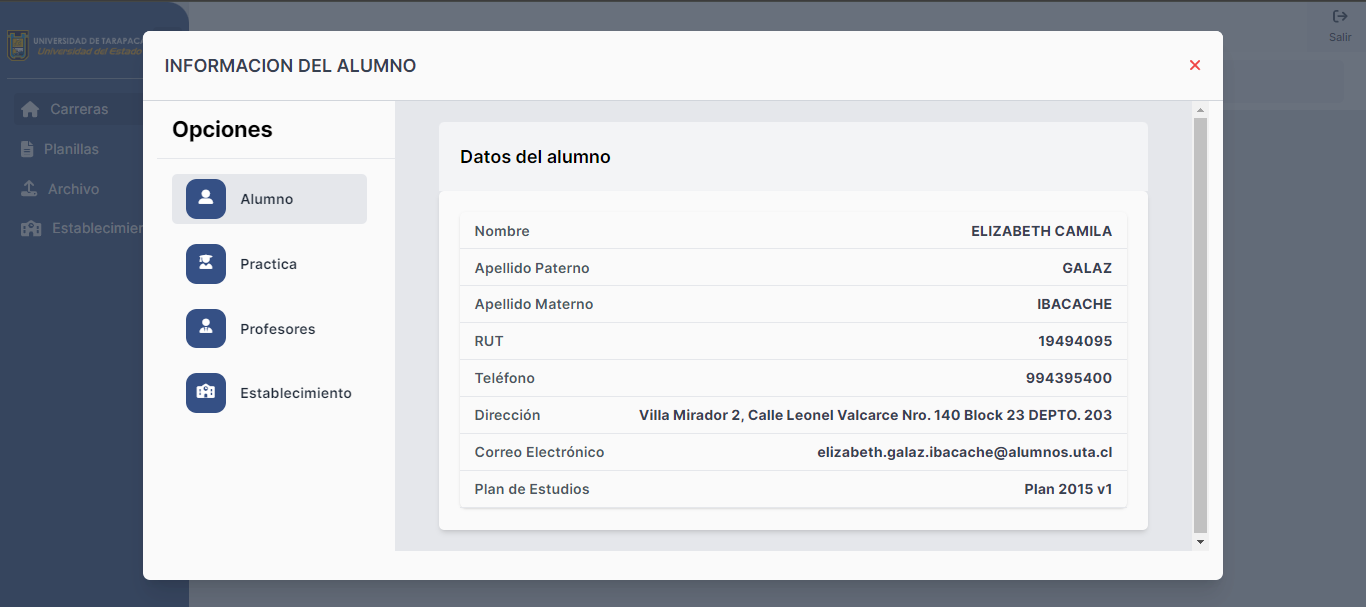 UNIVERSIDAD DE TARAPACA
Universidad del Estado
Salir
Carreras
Planillas
Archivo
Establecimien
INFORMACION DEL ALUMNO
Opciones
Alumno
Practica
Profesores
Establecimiento
Datos del alumno
Nombre ELIZABETH CAMILA
Apellido Paterno GALAZ
Apellido Materno IBACACHE
RUT 19494095
Teléfono 994395400
Dirección Villa Mirador 2, Calle Leonel Valcarce Nro. 140 Block 23 DEPTO. 203
Correo Electrónico elizabeth.galaz.ibacache@alumnos.uta.cl
Plan de Estudios Plan 2015 v1